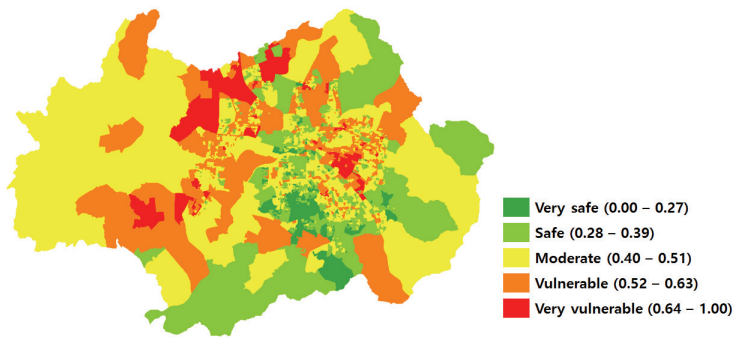 Very safe (0.00 – 0.27)
Safe (0.28 – 0.39)
Moderate (0.40 – 0.51)
Vulnerable (0.52 – 0.63)
Very vulnerable (0.64 – 1.00)